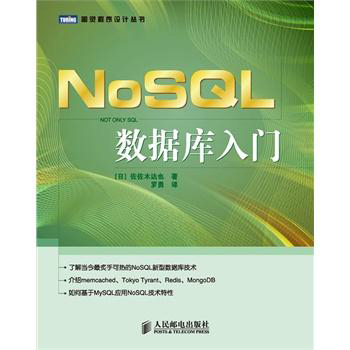 TURING 图灵程序设计丛书
NoSQL
NOT ONLY SQL
数据库入门
[日] 佐佐木达也 著
罗勇 译
• 了解当今最炙手可热的NoSQL新型数据库技术
• 介绍memcached、Tokyo Tyrant、Redis、MongoDB
• 如何基于MySQL应用NoSQL技术特性
人民邮电出版社
POSTS & TELECOM PRESS